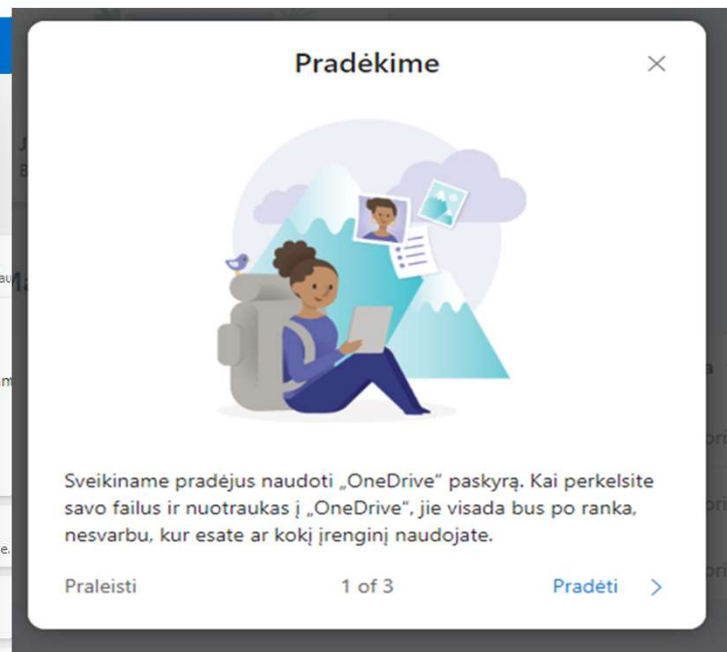 Pradėkime
Sveikiname pradėjus naudoti „OneDrive“ paskyrą. Kai perkelsite
savo failus ir nuotraukas į „OneDrive“, jie visada bus po ranka,
nesvarbu, kur esate ar kokį įrenginį naudojate.
Praleisti 1 of 3 Pradėti